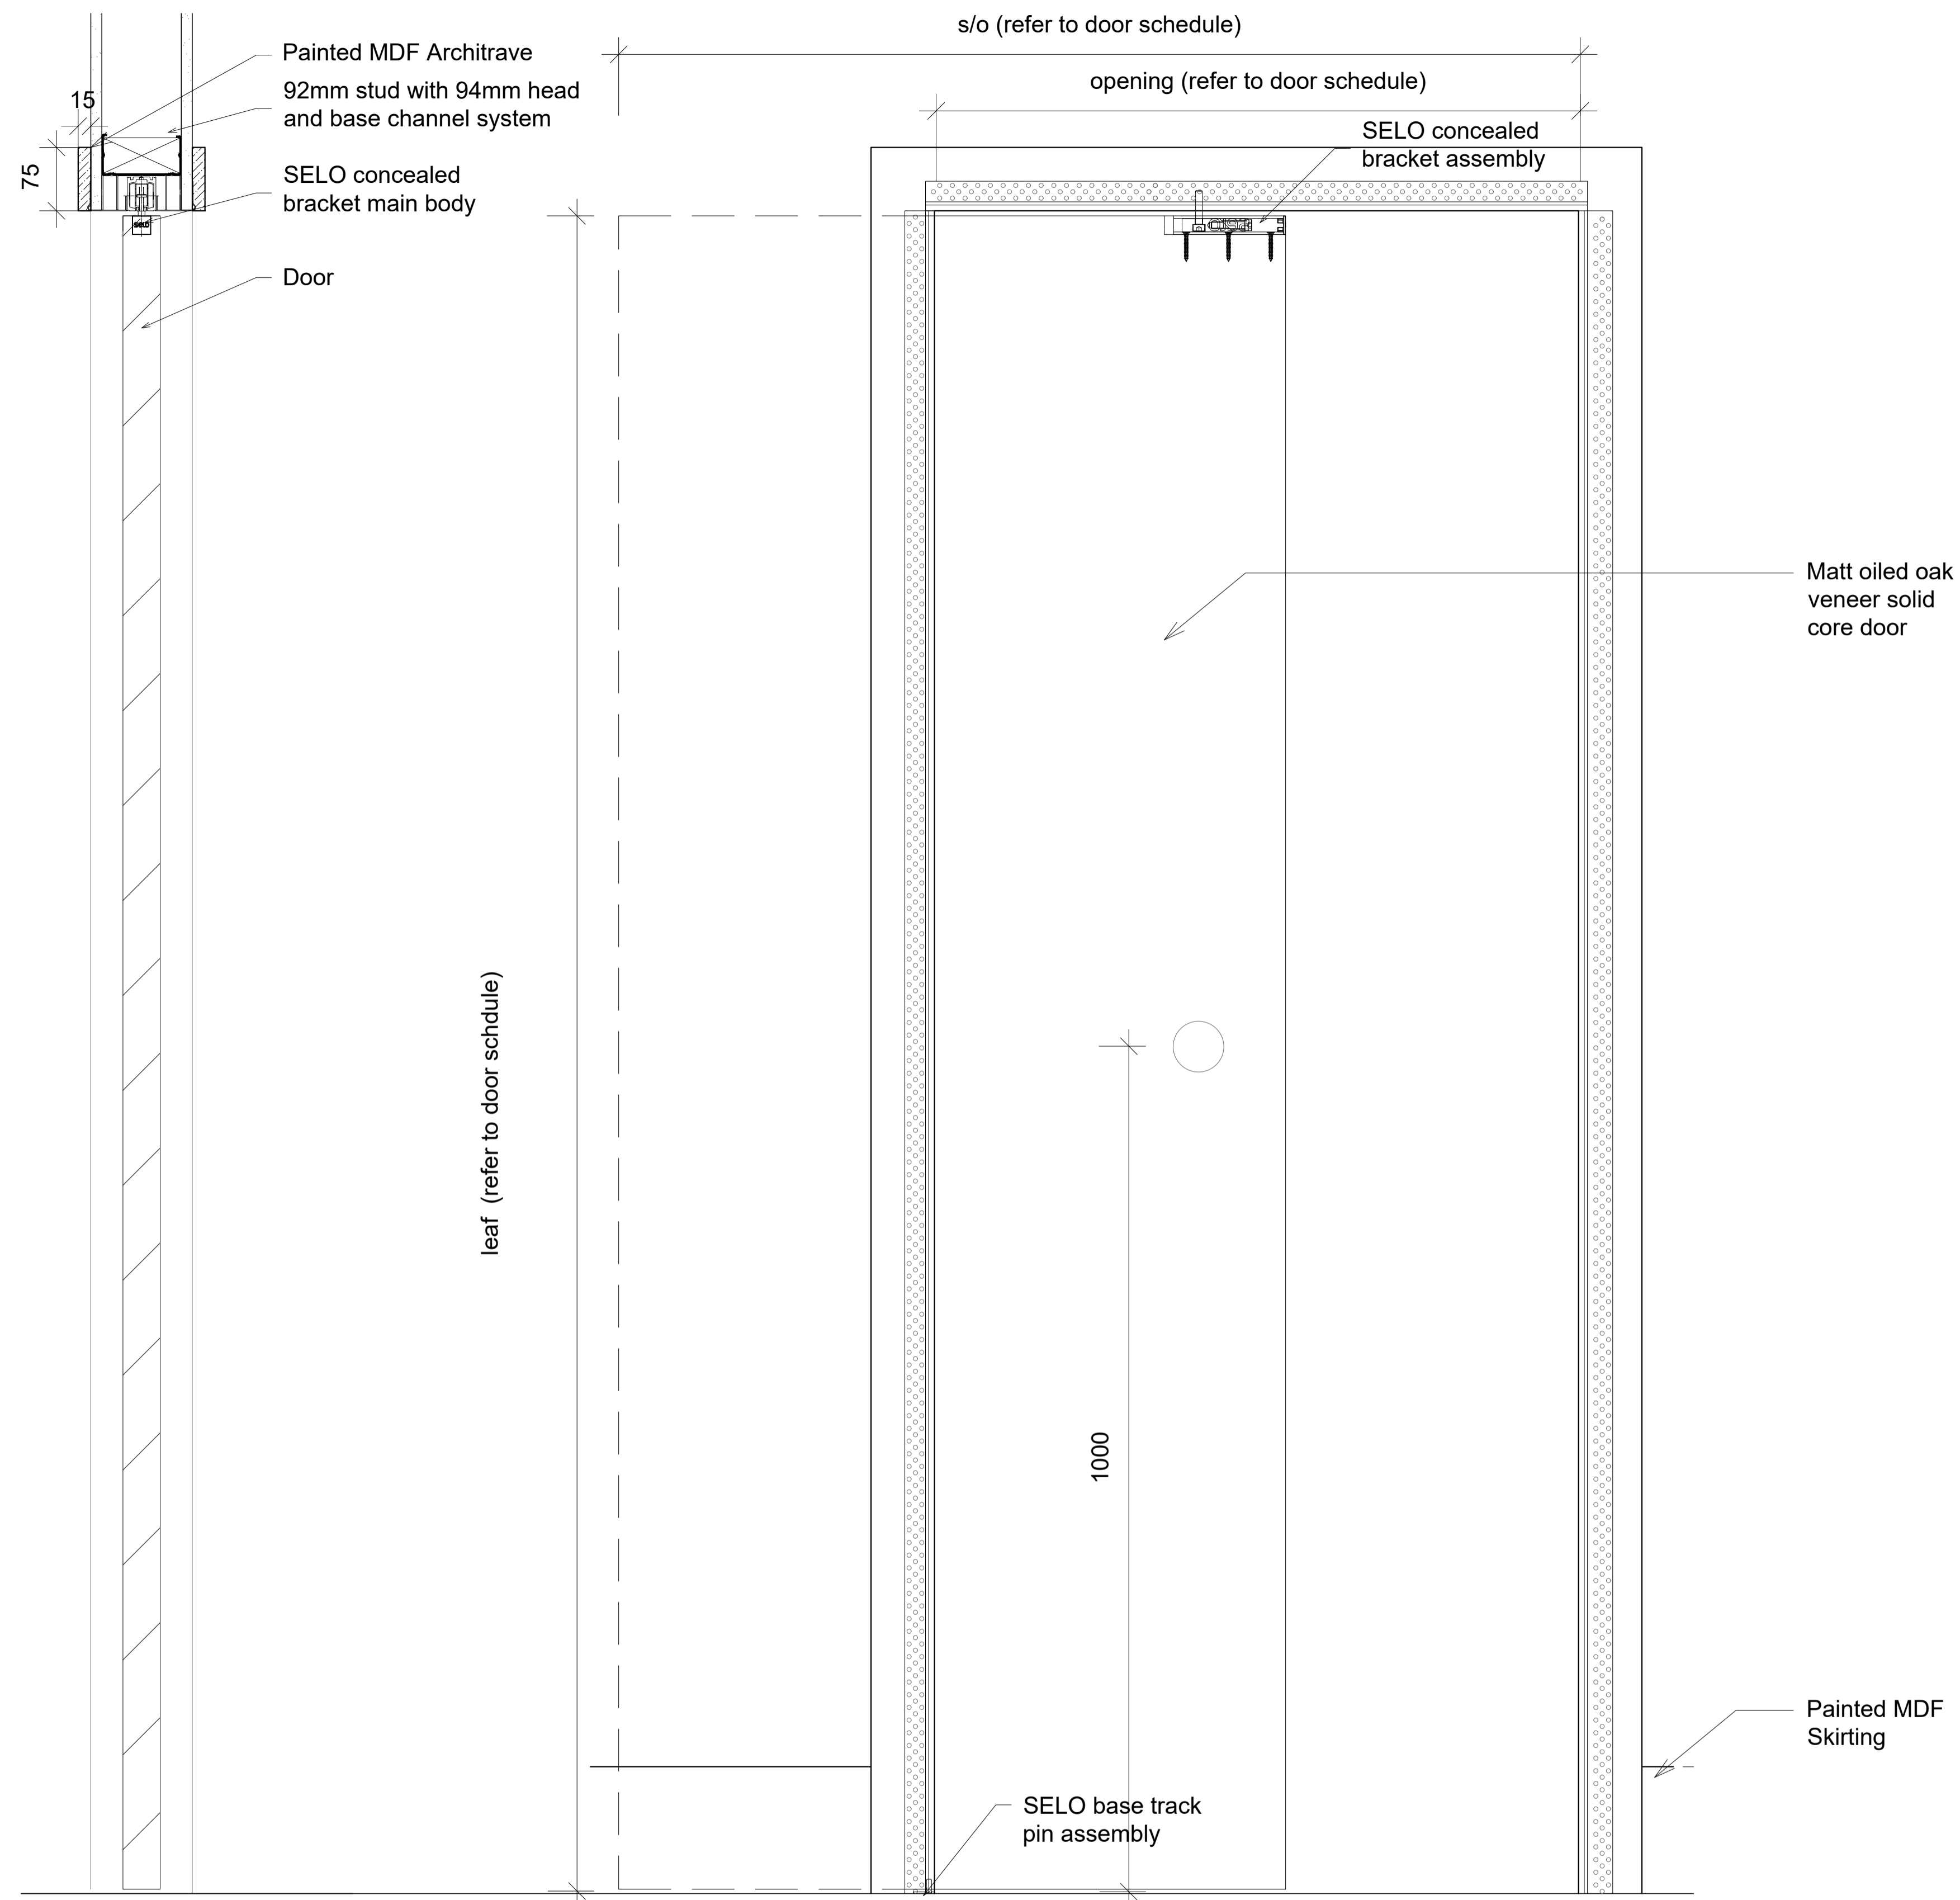 s/o (refer to door schedule)
Painted MDF Architrave
opening (refer to door schedule)
92mm stud with 94mm head
and base channel system
15
SELO concealed
bracket assembly
75
SELO concealed
bracket main body
Door
Matt oiled oak
veneer solid
core door
leaf (refer to door schdule)
1000
Painted MDF
Skirting
SELO base track
pin assembly